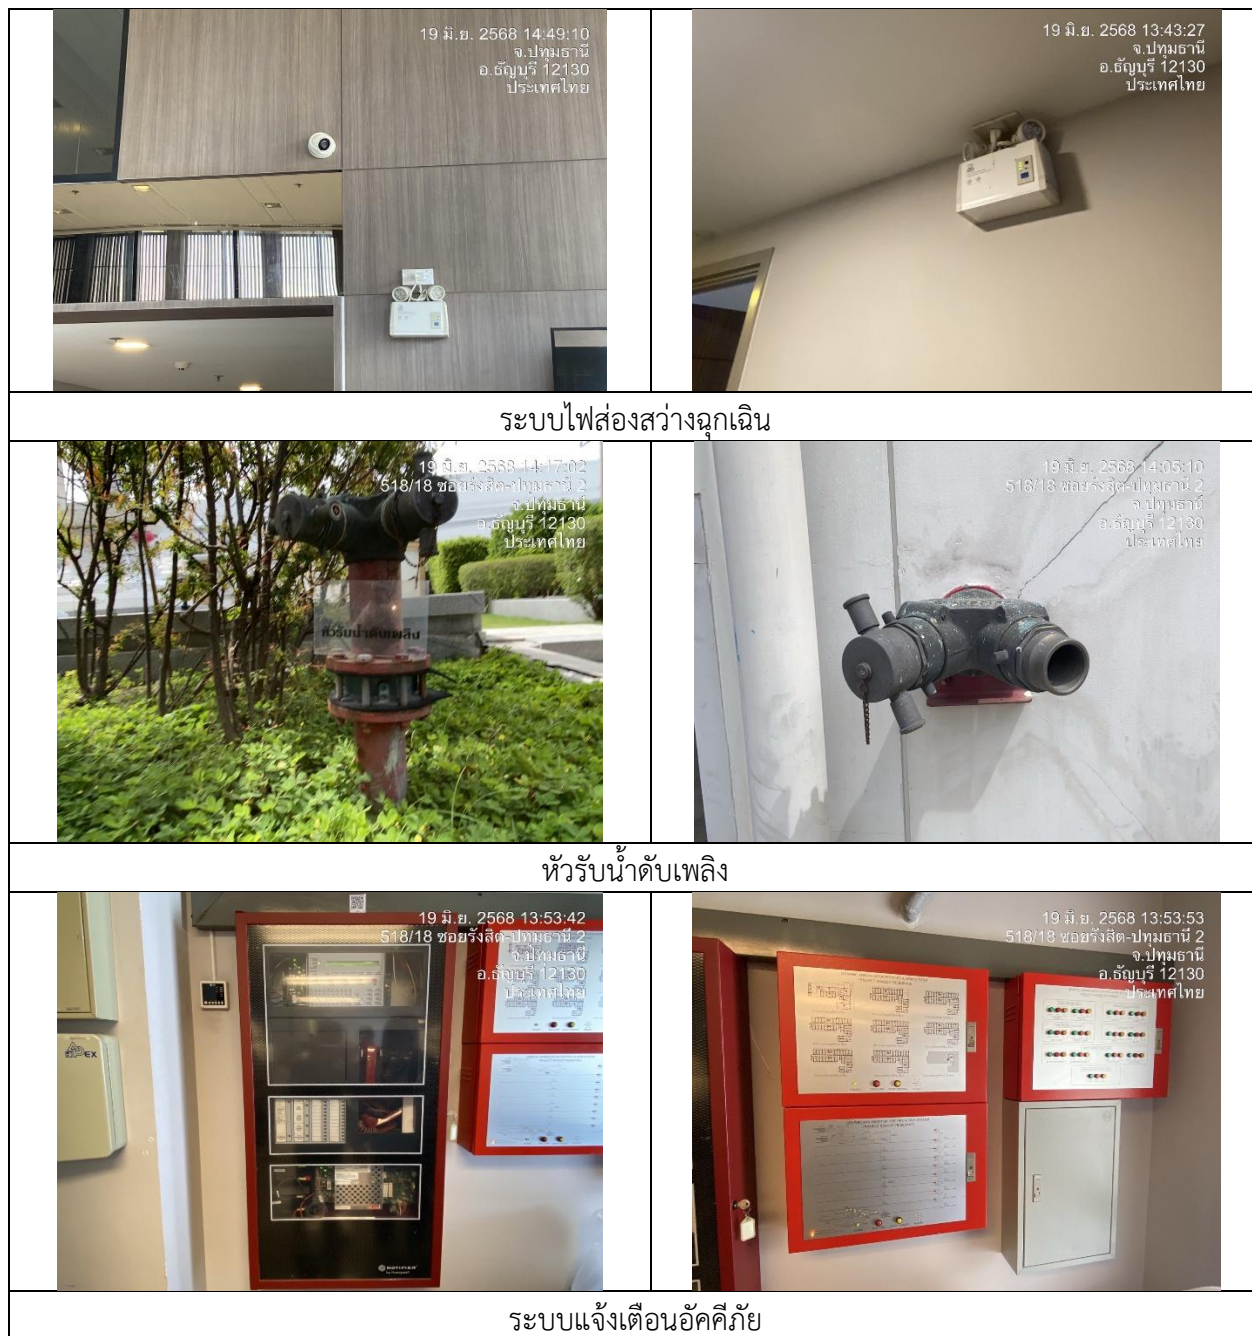 19 มิ.ย. 2568 14:49:10
จ.ปทุมธานี
อ.ธัญบุรี 12130
ประเทศไทย
19 มิ.ย. 2568 13:43:27
จ.ปทุมธานี
อ.ธัญบุรี 12130
ประเทศไทย
ระบบไฟส่องสว่างฉุกเฉิน
19 มิ.ย. 2568 14:17:02
518/18 ซอยรังสิต-ปทุมธานี 2
จ.ปทุมธานี
อ.ธัญบุรี 12130
ประเทศไทย
หัวรับน้ำดับเพลิง
19 มิ.ย. 2568 14:05:10
518/18 ซอยรังสิต-ปทุมธานี 2
จ.ปทุมธานี
อ.ธัญบุรี 12130
ประเทศไทย
หัวรับน้ำดับเพลิง
19 มิ.ย. 2568 13:53:42
518/18 ซอยรังสิต-ปทุมธานี 2
จ.ปทุมธานี
อ.ธัญบุรี 12130
ประเทศไทย
APEX
NOTIFIER
by Honeywell
19 มิ.ย. 2568 13:53:53
518/18 ซอยรังสิต-ปทุมธานี 2
จ.ปทุมธานี
อ.ธัญบุรี 12130
ประเทศไทย
ระบบแจ้งเตือนอัคคีภัย